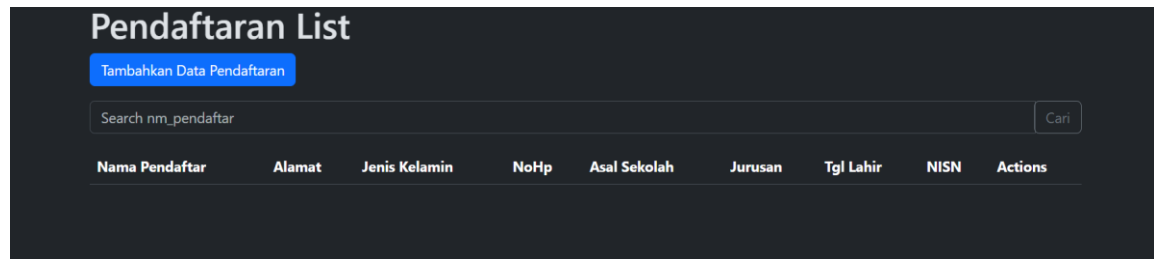 Pendaftaran List
Tambahkan Data Pendaftaran
Search nm_pendaftar Cari
Nama Pendaftar Alamat Jenis Kelamin NoHp Asal Sekolah Jurusan Tgl Lahir NISN Actions